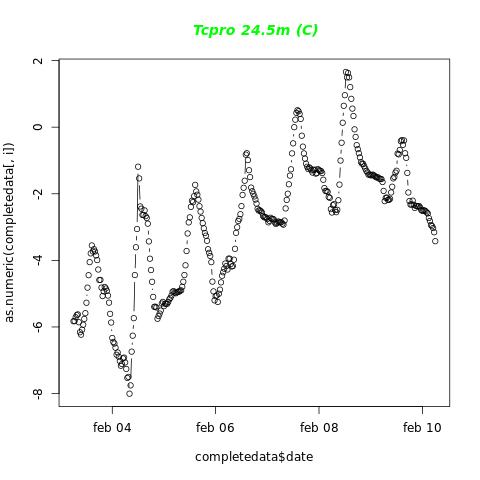 Tcpro 24.5m (C)
as.numeric(completedata[, i])
2
0
-2
-4
-6
-8
feb 04 feb 06 feb 08 feb 10
completedata$date